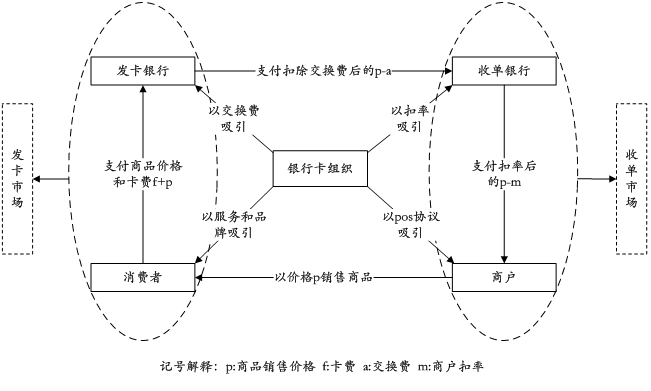 发卡银行
支付扣除交换费后的p-a
收单银行
以交换费
吸引
以扣率
吸引
发卡市场
支付商品价格
和卡费f+p
银行卡组织
支付扣率后
的p-m
收单市场
以服务和品
牌吸引
以pos协议
吸引
消费者
以价格p销售商品
商户
记号解释：p:商品销售价格 f:卡费 a:交换费 m:商户扣率